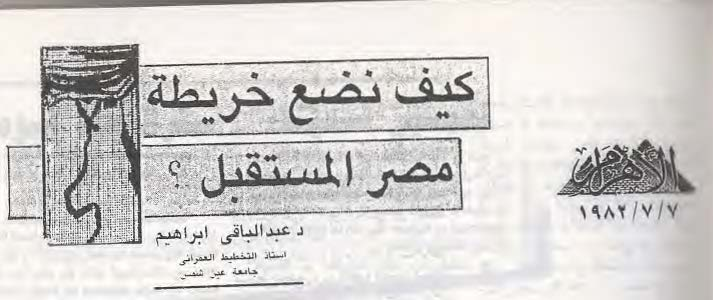 كيف نضع خريطة
مصر المستقبل ؟
د عبدالباقى ابراهيم
استاذ التخطيط العمرانى
جامعة عين شمس
الأهرام
١٩٨٢/٧/٧